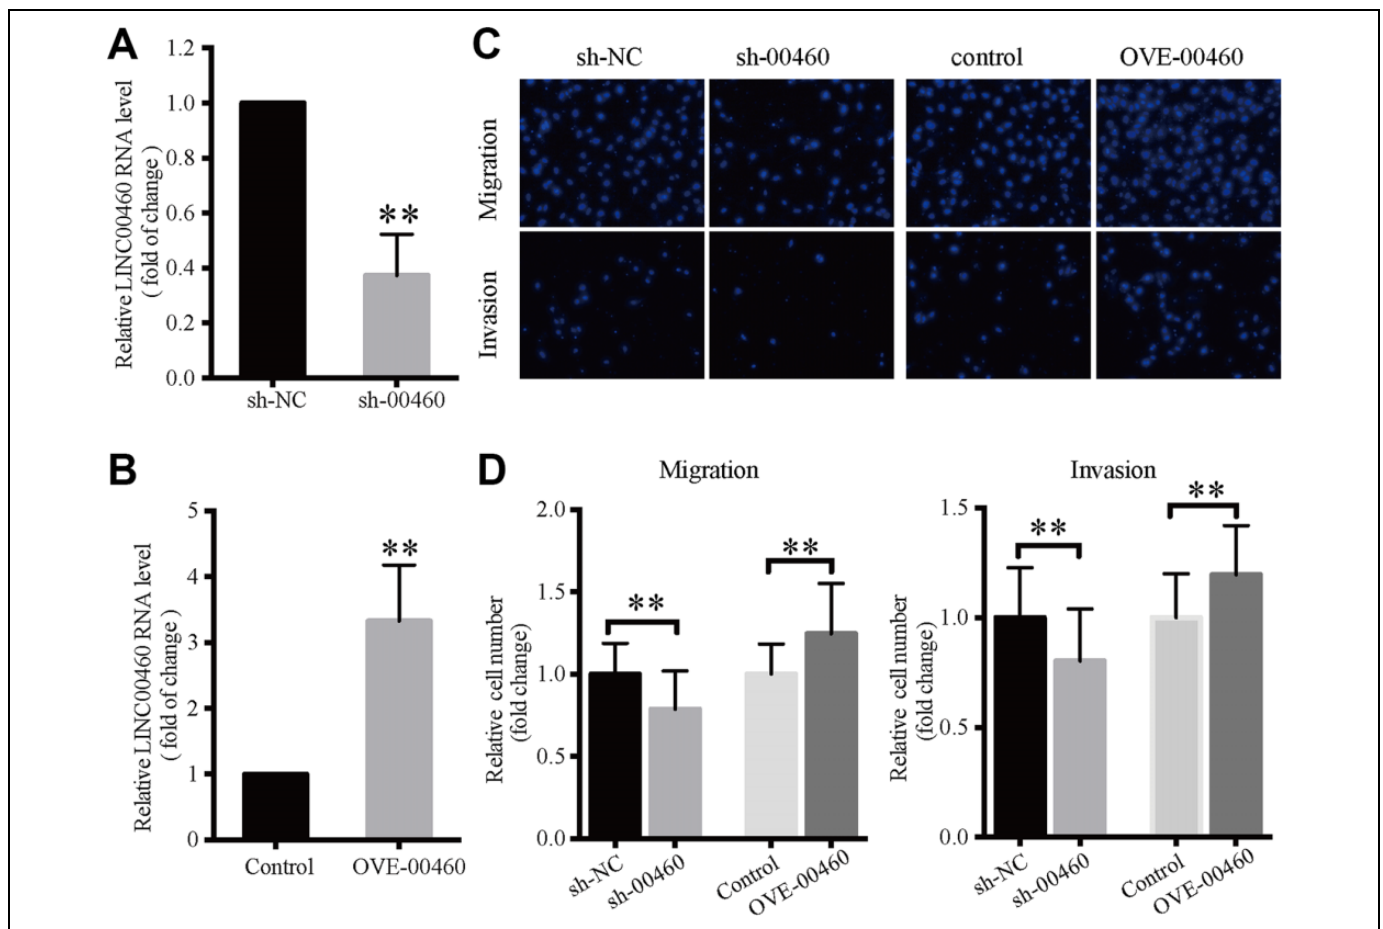 A
Relative LINC00460 RNA level
( fold of change )
1.2
1.0
0.8
0.6
0.4
0.2
0.0
**
sh-NC
sh-00460
C
sh-NC
sh-00460
control
OVE-00460
Migration
Invasion
B
Relative LINC00460 RNA level
( fold of change )
5
4
3
2
1
0
**
Control
OVE-00460
D
Migration
Relative cell number
(fold change)
2.0
1.5
1.0
0.5
0.0
**
**
sh-NC
sh-00460
Control
OVE-00460
Invasion
Relative cell number
(fold change)
1.5
1.0
0.5
0.0
**
**
sh-NC
sh-00460
Control
OVE-00460